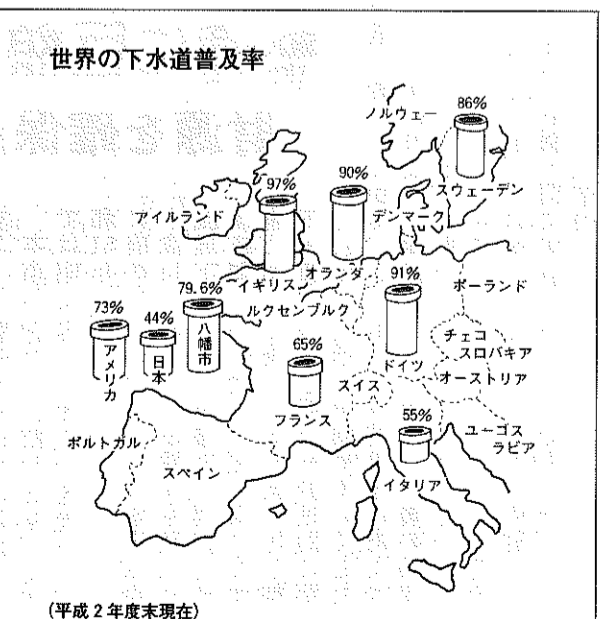 世界の下水道普及率
86%
ノルウェー
スウェーデン
97%
90%
アイルランド
デンマーク
イギリス
オランダ
91%
ポーランド
79.6%
ルクセンブルク
73%
44%
アメリカ
日本
八幡市
チェコ
スロバキア
ドイツ
オーストリア
65%
スイス
フランス
55%
ユーゴス
ラビア
ポルトガル
スペイン
イタリア
(平成2年度末現在)